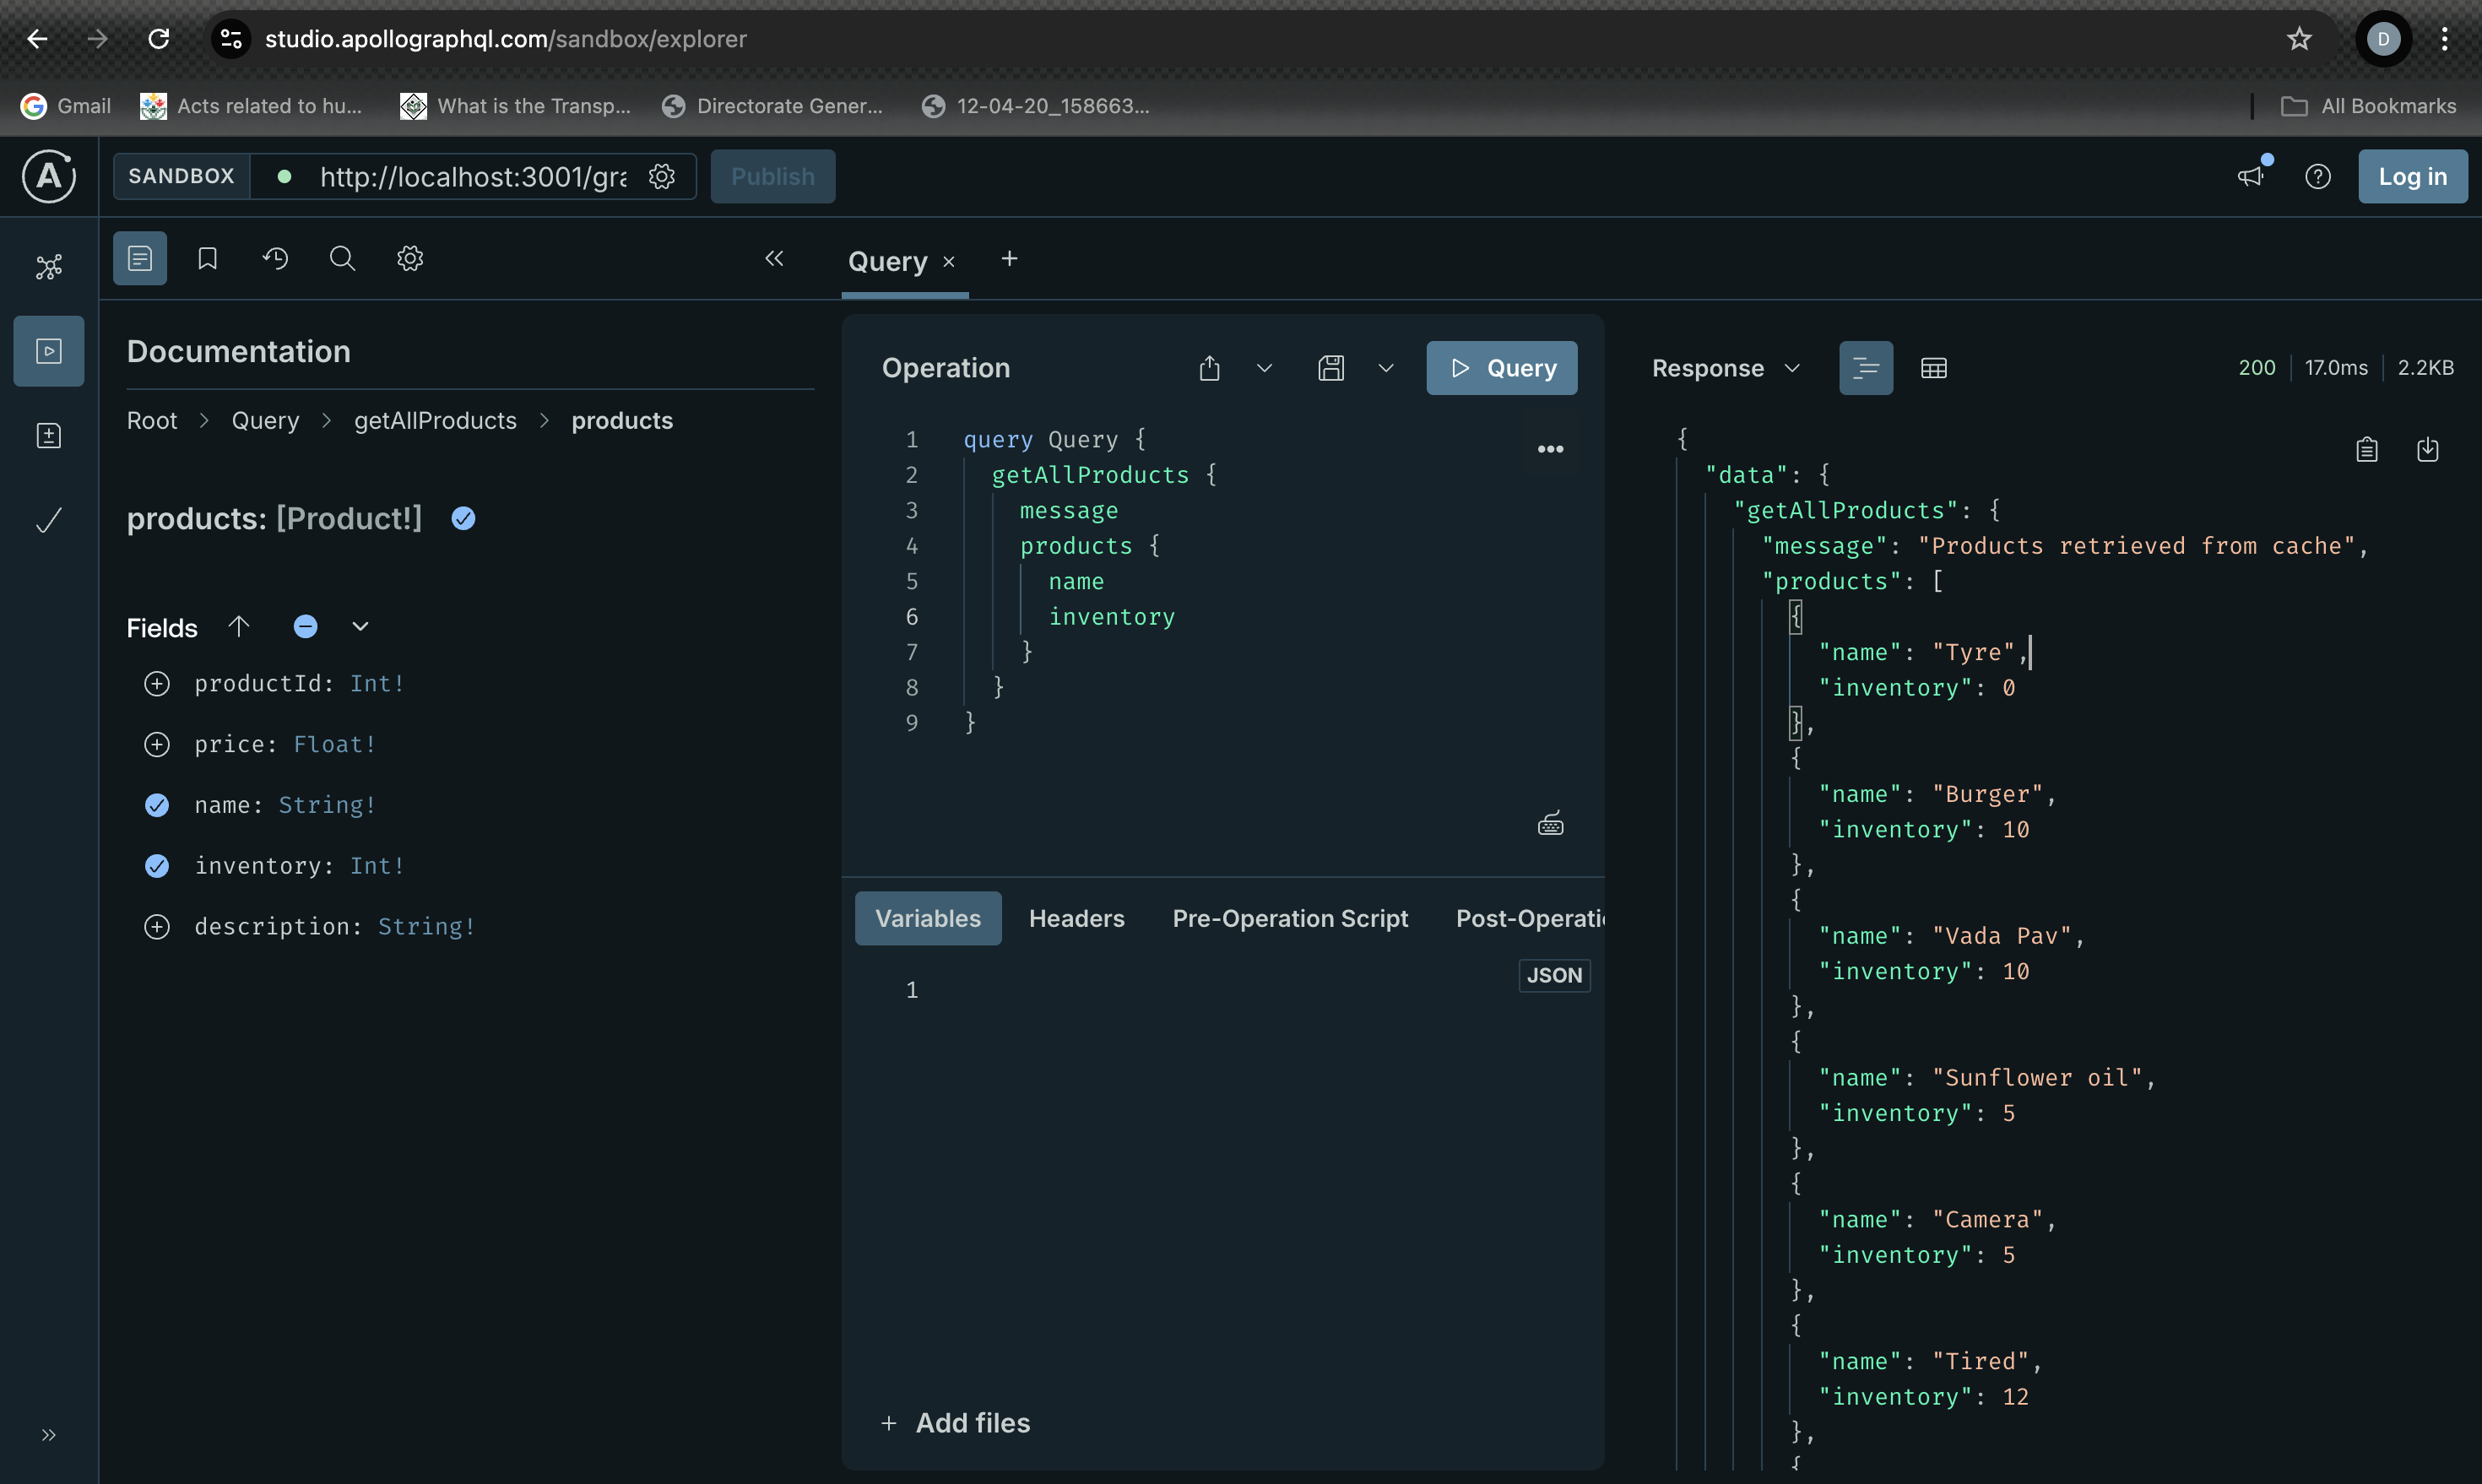 studio.apollographql.com/sandbox/explorer
D
Gmail
Acts related to hu...
What is the Transp...
Directorate Gener...
12-04-20_158663...
All Bookmarks
SANDBOX
http://localhost:3001/gra
Publish
Log in
Query
Documentation
Root > Query > getAllProducts > products
products: [Product!]
Fields
productId: Int!
price: Float!
name: String!
inventory: Int!
description: String!
Operation
Query
1 query Query {
2 getAllProducts {
3 message
4 products {
5 name
6 inventory
7 }
8 }
9 }
Variables
Headers
Pre-Operation Script
Post-Operatio
1
JSON
+ Add files
Response
200
17.0ms
2.2KB
{
"data": {
"getAllProducts": {
"message": "Products retrieved from cache",
"products": [
{
"name": "Tyre",
"inventory": 0
},
{
"name": "Burger",
"inventory": 10
},
{
"name": "Vada Pav",
"inventory": 10
},
{
"name": "Sunflower oil",
"inventory": 5
},
{
"name": "Camera",
"inventory": 5
},
{
"name": "Tired",
"inventory": 12
},
{